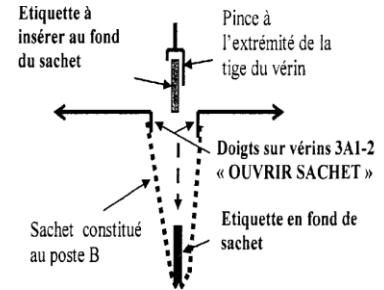 Etiquette à
insérer au fond
du sachet
Pince à
l'extrémité de la
tige du vérin
Doigts sur vérins 3A1-2
« OUVRIR SACHET »
Sachet constitué
au poste B
Etiquette en fond de
sachet